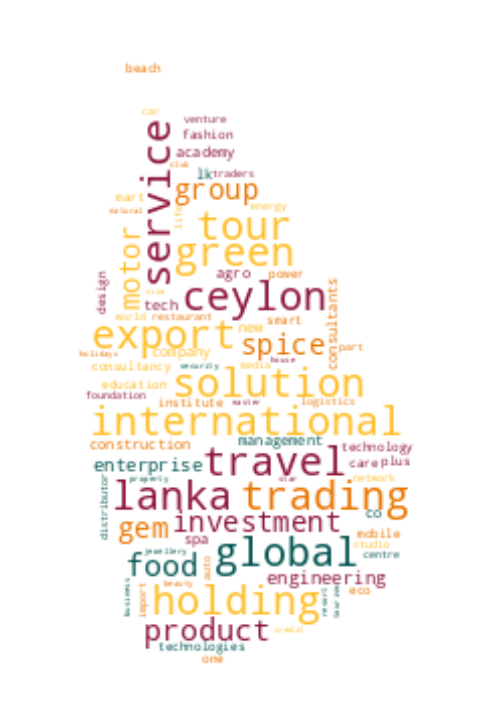 beach
car
venture
service
fashion
academy
club
lk traders
group
mart
energy
natural
life
tour
motor
green
agro power
design
ceylon
tech
world restaurant
smart
consultants
export
new
spice
part
holidays
company
house
consultancy
security
media
solution
education
foundation
institute
master
logistics
international
construction
management
technology
travel
enterprise
care plus
property
star
network
distributor
lanka trading
co
gem investment
mobile
spa
studio
jewellery
global
centre
food
auto
engineering
business
beauty
eco
import
holding
resort
tourism
product
credit
technologies
one